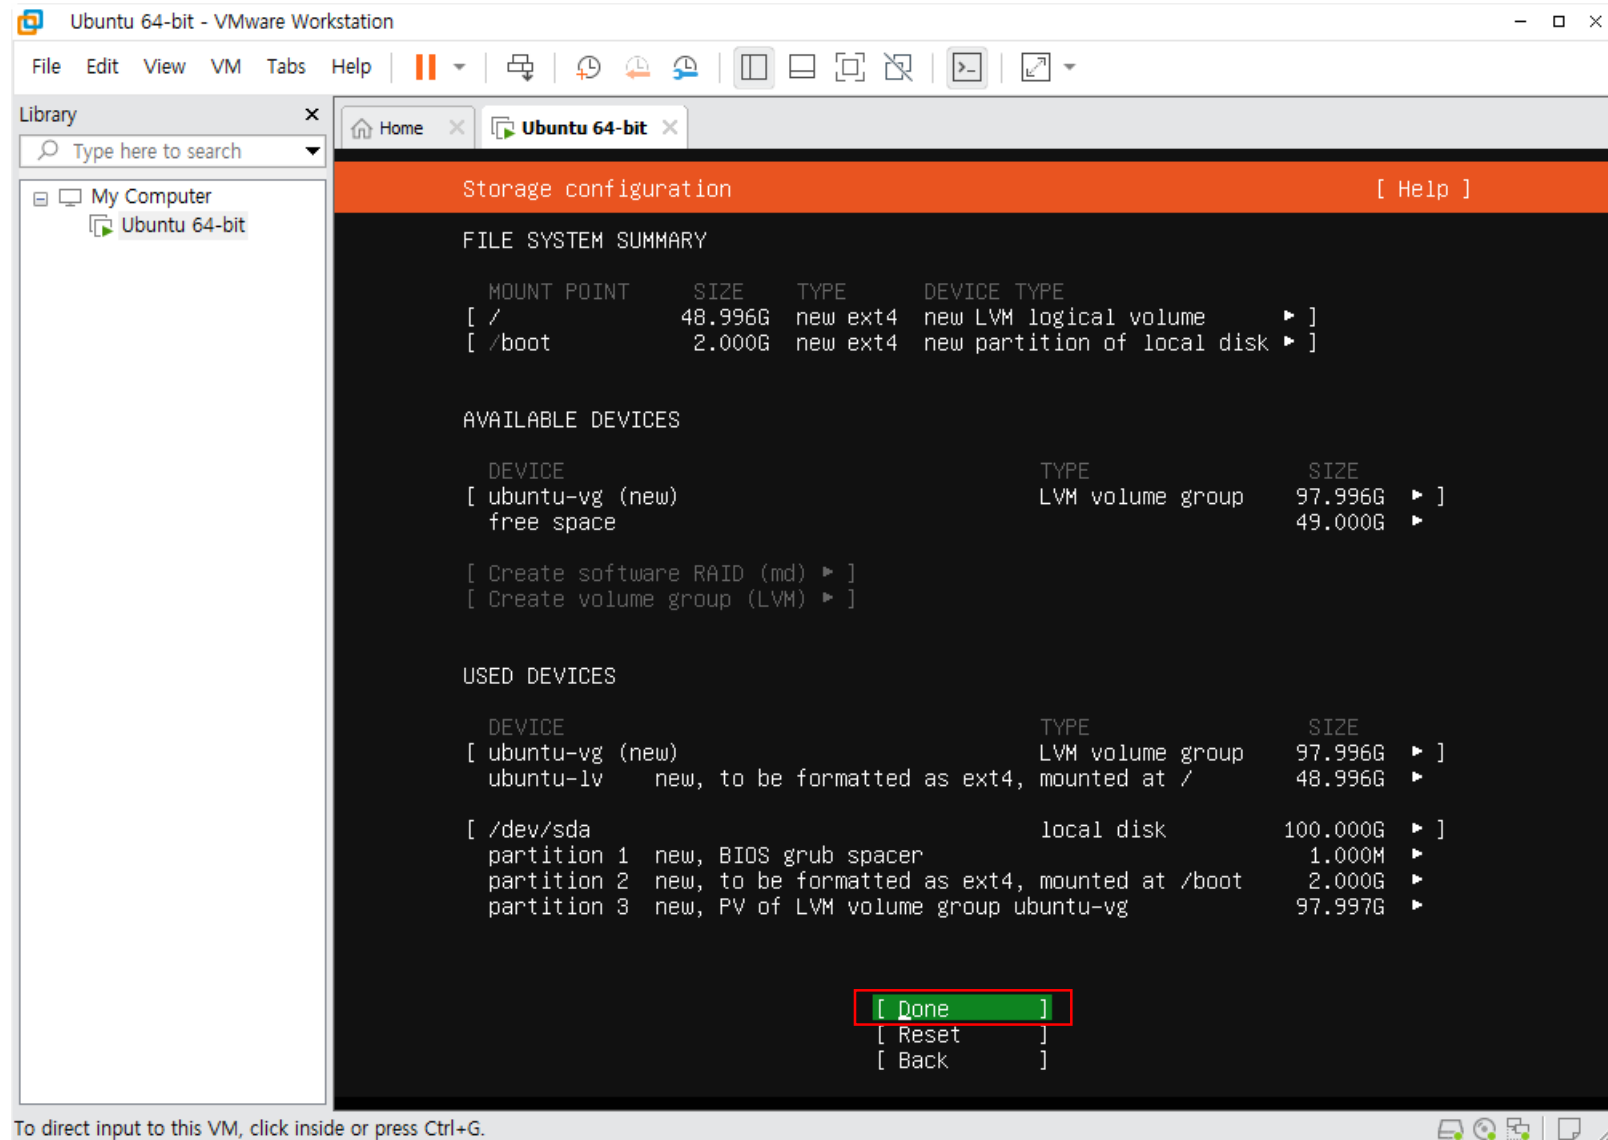 Ubuntu 64-bit - VMware Workstation
File Edit View VM Tabs Help
Library
Type here to search
My Computer
Ubuntu 64-bit
Home
Ubuntu 64-bit
Storage configuration [ Help ]
FILE SYSTEM SUMMARY
MOUNT POINT SIZE TYPE DEVICE TYPE
[ / 48.996G new ext4 new LVM logical volume ▸ ]
[ /boot 2.000G new ext4 new partition of local disk ▸ ]
AVAILABLE DEVICES
DEVICE TYPE SIZE
[ ubuntu-vg (new) LVM volume group 97.996G ▸ ]
free space 49.000G ▸
[ Create software RAID (md) ▸ ]
[ Create volume group (LVM) ▸ ]
USED DEVICES
DEVICE TYPE SIZE
[ ubuntu-vg (new) LVM volume group 97.996G ▸ ]
ubuntu-lv new, to be formatted as ext4, mounted at / 48.996G ▸
[ /dev/sda local disk 100.000G ▸ ]
partition 1 new, BIOS grub spacer 1.000M ▸
partition 2 new, to be formatted as ext4, mounted at /boot 2.000G ▸
partition 3 new, PV of LVM volume group ubuntu-vg 97.997G ▸
[ Done ]
[ Reset ]
[ Back ]
To direct input to this VM, click inside or press Ctrl+G.